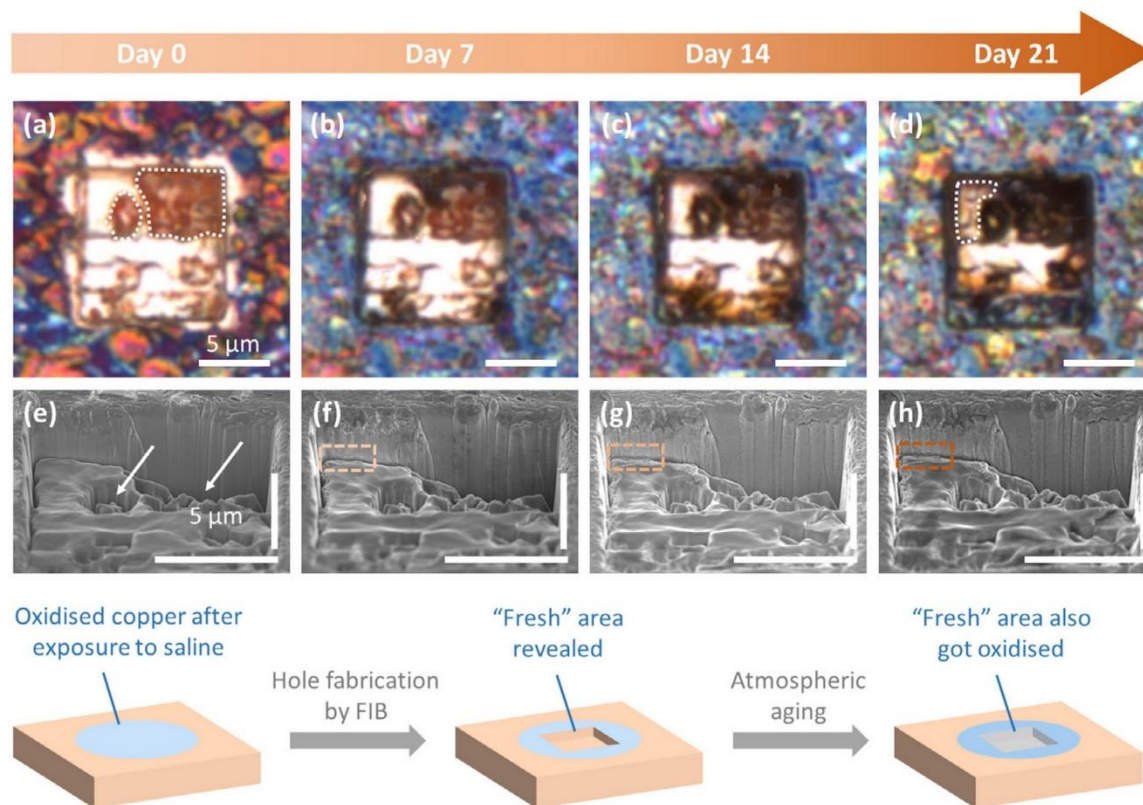 Day 0 Day 7 Day 14 Day 21
(a) (b) (c) (d)
5 μm
(e) (f) (g) (h)
5 μm
Oxidised copper after
exposure to saline
Hole fabrication
by FIB
“Fresh” area
revealed
Atmospheric
aging
“Fresh” area also
got oxidised